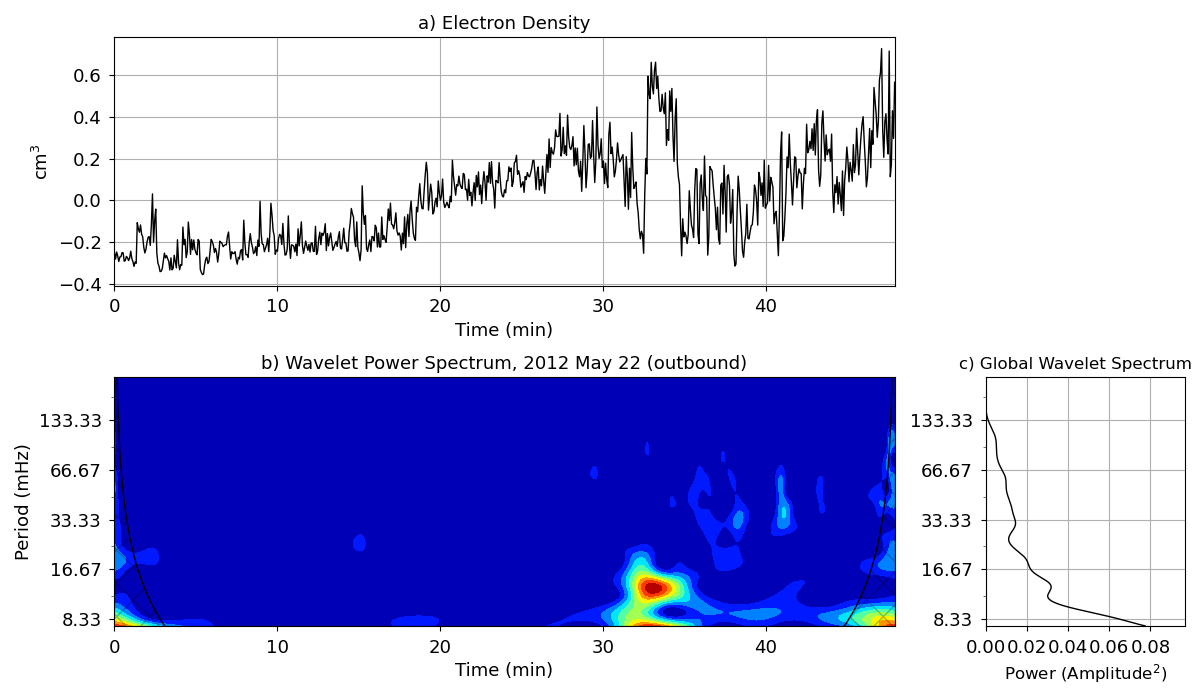 a) Electron Density
cm³
0.6
0.4
0.2
0.0
−0.2
−0.4
0 10 20 30 40
Time (min)
b) Wavelet Power Spectrum, 2012 May 22 (outbound)
Period (mHz)
133.33
66.67
33.33
16.67
8.33
0 10 20 30 40
Time (min)
c) Global Wavelet Spectrum
133.33
66.67
33.33
16.67
8.33
0.00 0.02 0.04 0.06 0.08
Power (Amplitude²)